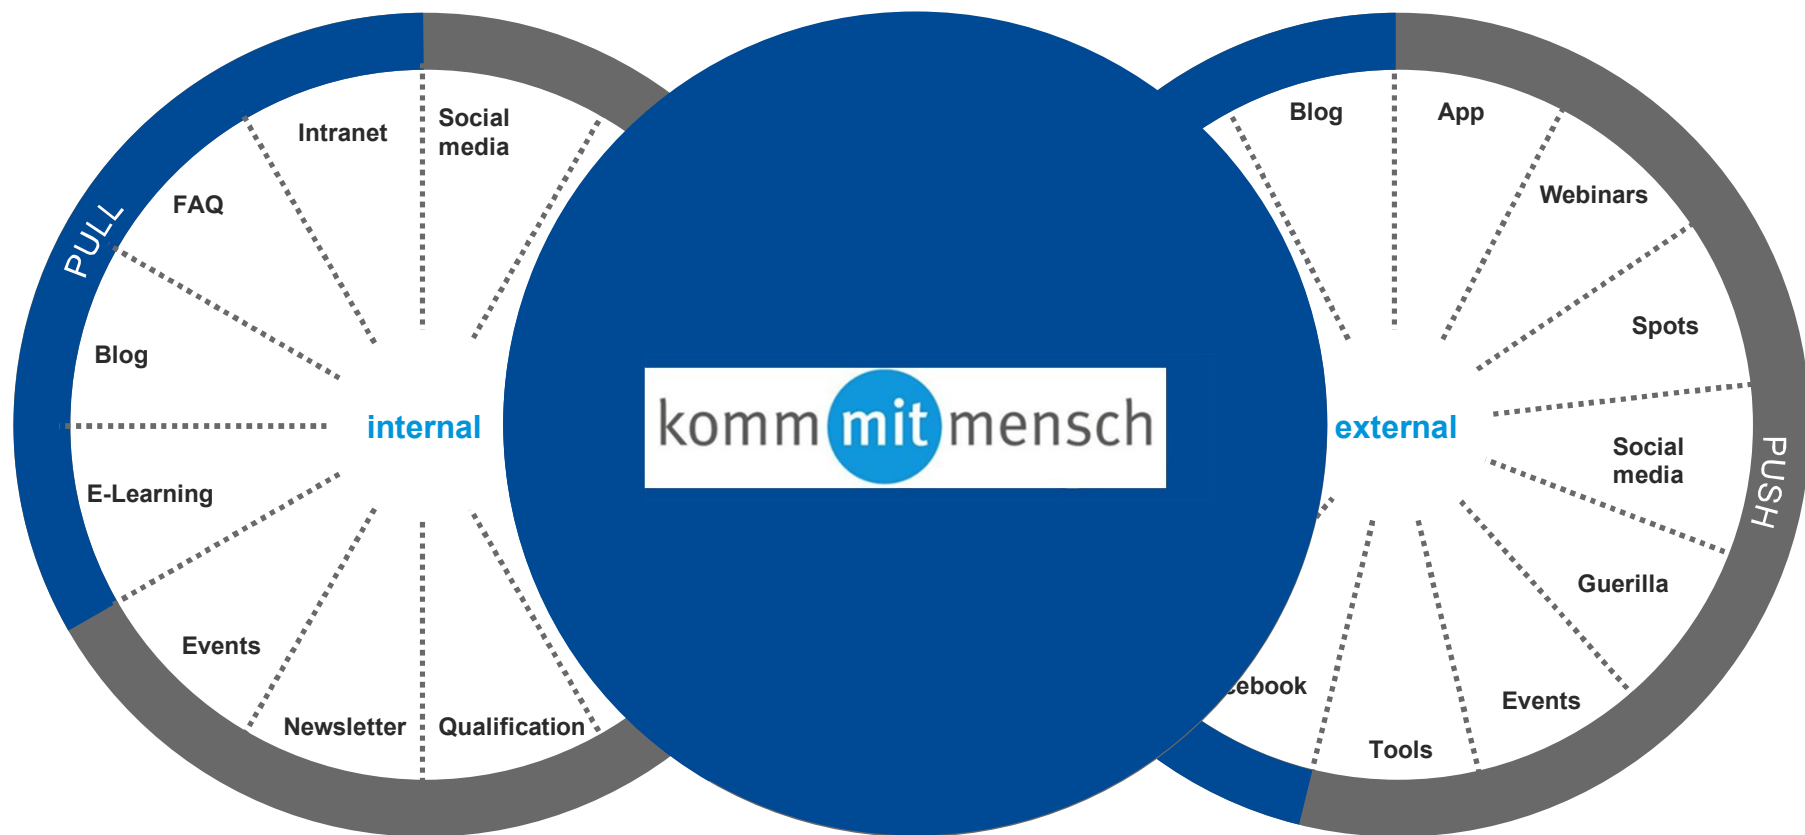 PULL
Intranet
Social
media
FAQ
Blog
internal
E-Learning
Events
Newsletter
Qualification
kommmitmensch
Blog
App
Webinars
Spots
external
Social
media
PUSH
Guerilla
Events
Tools